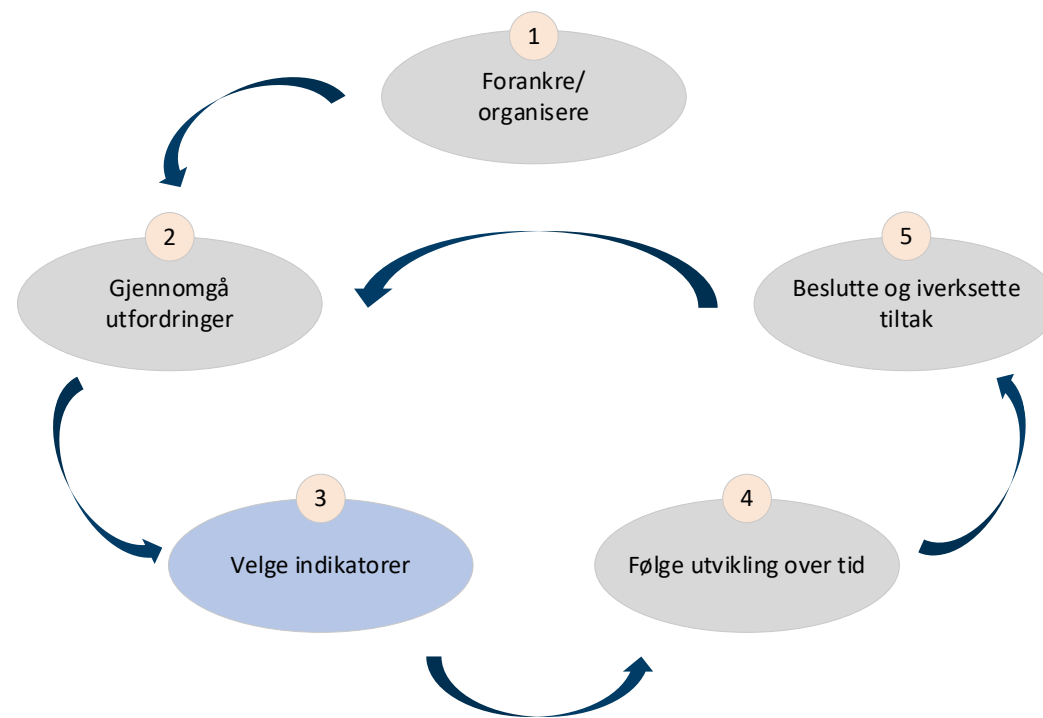 1
Forankre/
organisere
2
Gjennomgå
utfordringer
5
Beslutte og iverksette
tiltak
3
Velge indikatorer
4
Følge utvikling over tid